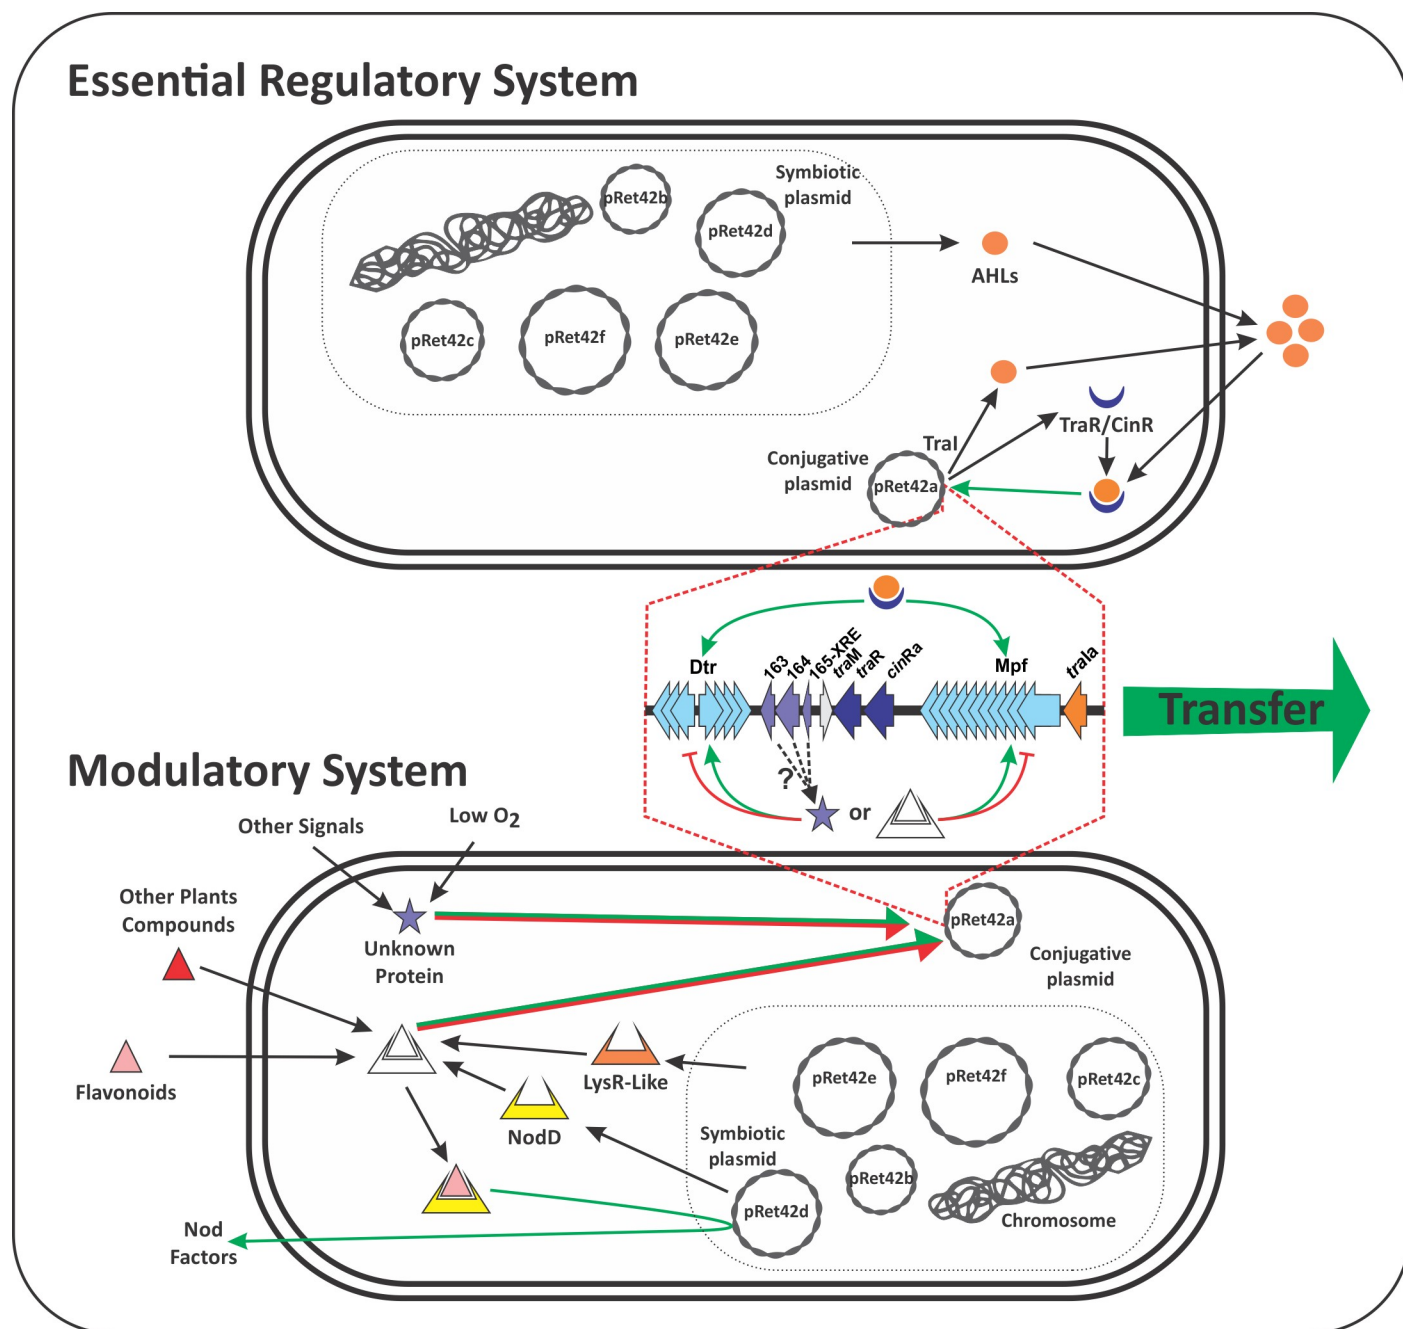 Essential Regulatory System
pRet42b
Symbiotic
plasmid
pRet42d
pRet42c
pRet42f
pRet42e
AHLs
TraR/CinR
TraI
Conjugative
plasmid
pRet42a
Dtr
163
164
165-XRE
traM
traR
cinRa
Mpf
traIa
Transfer
?
or
Modulatory System
Other Signals
Low O2
Other Plants
Compounds
Unknown
Protein
pRet42a
Conjugative
plasmid
Flavonoids
LysR-Like
NodD
pRet42e
pRet42f
pRet42c
Symbiotic
plasmid
pRet42b
pRet42d
Chromosome
Nod
Factors